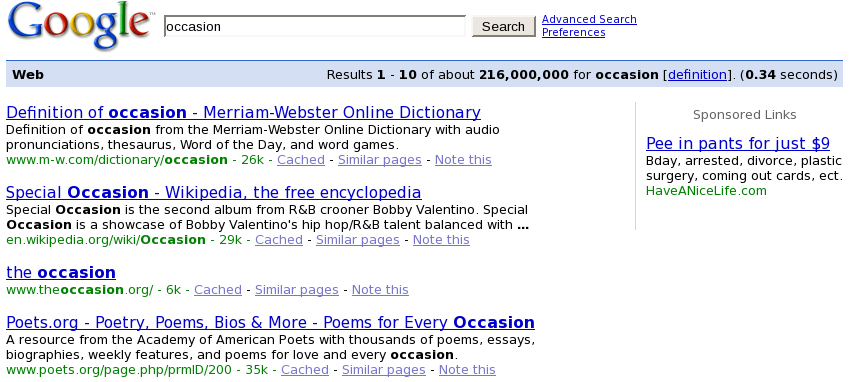 Google™ occasion Search Advanced Search
Preferences
Web Results 1 - 10 of about 216,000,000 for occasion [definition]. (0.34 seconds)
Definition of occasion - Merriam-Webster Online Dictionary
Definition of occasion from the Merriam-Webster Online Dictionary with audio
pronunciations, thesaurus, Word of the Day, and word games.
www.m-w.com/dictionary/occasion - 26k - Cached - Similar pages - Note this
Special Occasion - Wikipedia, the free encyclopedia
Special Occasion is the second album from R&B crooner Bobby Valentino. Special
Occasion is a showcase of Bobby Valentino's hip hop/R&B talent balanced with ...
en.wikipedia.org/wiki/Occasion - 29k - Cached - Similar pages - Note this
the occasion
www.theoccasion.org/ - 6k - Cached - Similar pages - Note this
Poets.org - Poetry, Poems, Bios & More - Poems for Every Occasion
A resource from the Academy of American Poets with thousands of poems, essays,
biographies, weekly features, and poems for love and every occasion.
www.poets.org/page.php/prmID/200 - 35k - Cached - Similar pages - Note this
Sponsored Links
Pee in pants for just $9
Bday, arrested, divorce, plastic
surgery, coming out cards, ect.
HaveANiceLife.com